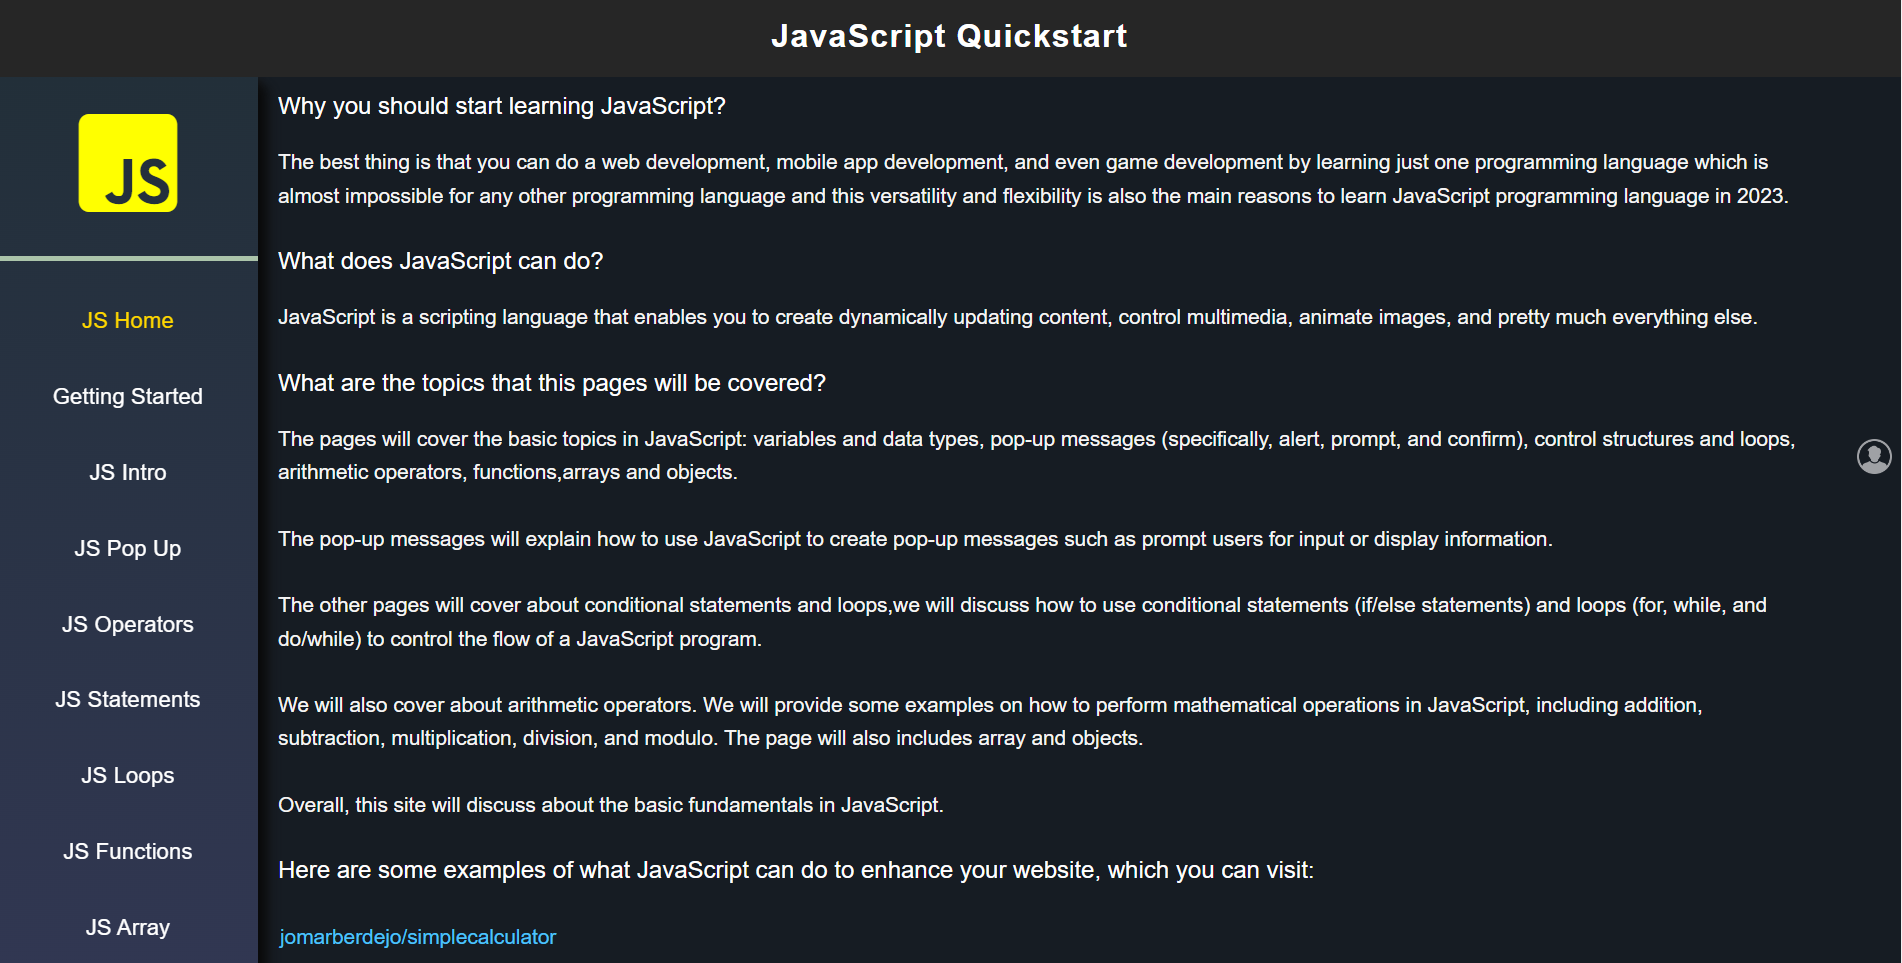 JavaScript Quickstart
JS
JS Home
Getting Started
JS Intro
JS Pop Up
JS Operators
JS Statements
JS Loops
JS Functions
JS Array
Why you should start learning JavaScript?
The best thing is that you can do a web development, mobile app development, and even game development by learning just one programming language which is
almost impossible for any other programming language and this versatility and flexibility is also the main reasons to learn JavaScript programming language in 2023.
What does JavaScript can do?
JavaScript is a scripting language that enables you to create dynamically updating content, control multimedia, animate images, and pretty much everything else.
What are the topics that this pages will be covered?
The pages will cover the basic topics in JavaScript: variables and data types, pop-up messages (specifically, alert, prompt, and confirm), control structures and loops,
arithmetic operators, functions,arrays and objects.
The pop-up messages will explain how to use JavaScript to create pop-up messages such as prompt users for input or display information.
The other pages will cover about conditional statements and loops,we will discuss how to use conditional statements (if/else statements) and loops (for, while, and
do/while) to control the flow of a JavaScript program.
We will also cover about arithmetic operators. We will provide some examples on how to perform mathematical operations in JavaScript, including addition,
subtraction, multiplication, division, and modulo. The page will also includes array and objects.
Overall, this site will discuss about the basic fundamentals in JavaScript.
Here are some examples of what JavaScript can do to enhance your website, which you can visit:
jomarberdejo/simplecalculator